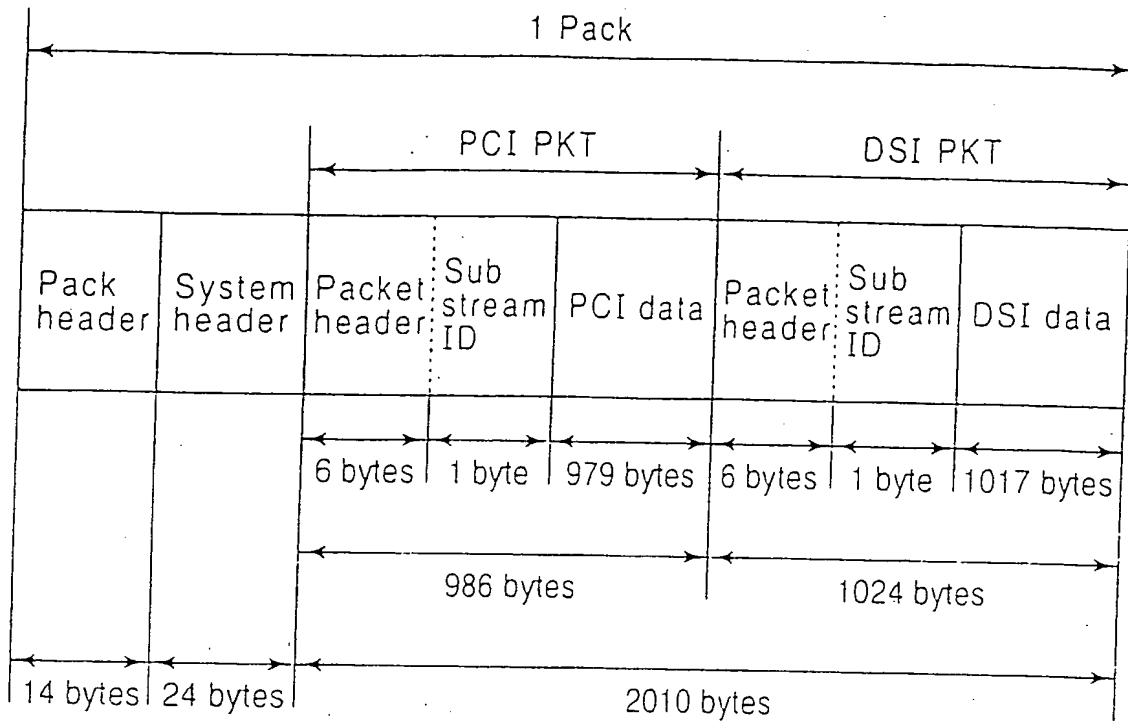 1 Pack
PCI PKT
DSI PKT
Pack
header
System
header
Packet
header
Sub
stream
ID
PCI data
Packet
header
Sub
stream
ID
DSI data
6 bytes
1 byte
979 bytes
6 bytes
1 byte
1017 bytes
986 bytes
1024 bytes
14 bytes
24 bytes
2010 bytes